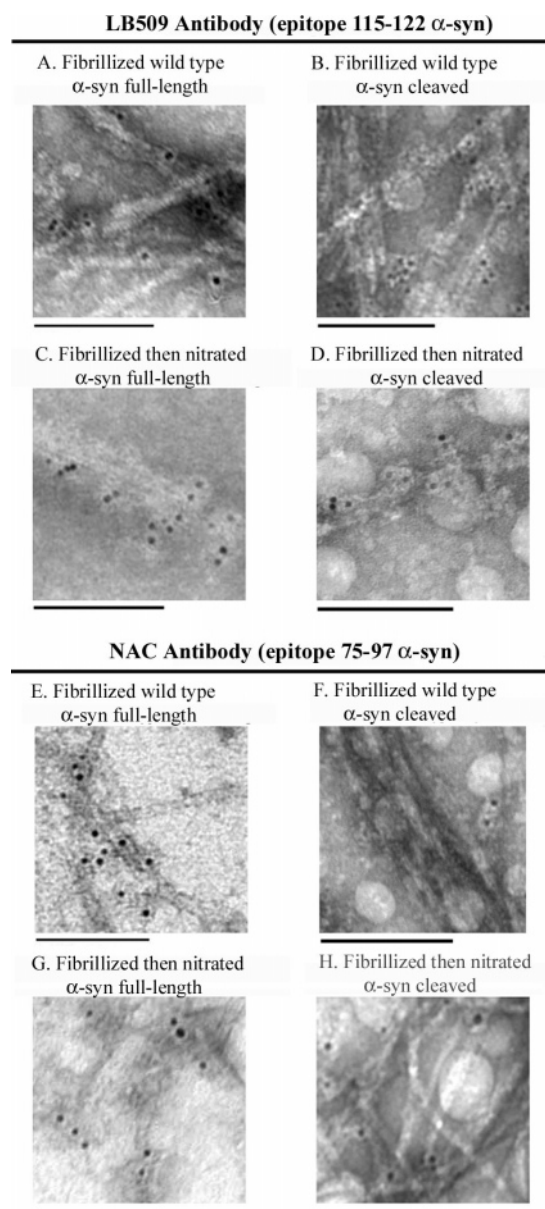 LB509 Antibody (epitope 115-122 α-syn)
A. Fibrillized wild type
α-syn full-length
B. Fibrillized wild type
α-syn cleaved
C. Fibrillized then nitrated
α-syn full-length
D. Fibrillized then nitrated
α-syn cleaved
NAC Antibody (epitope 75-97 α-syn)
E. Fibrillized wild type
α-syn full-length
F. Fibrillized wild type
α-syn cleaved
G. Fibrillized then nitrated
α-syn full-length
H. Fibrillized then nitrated
α-syn cleaved